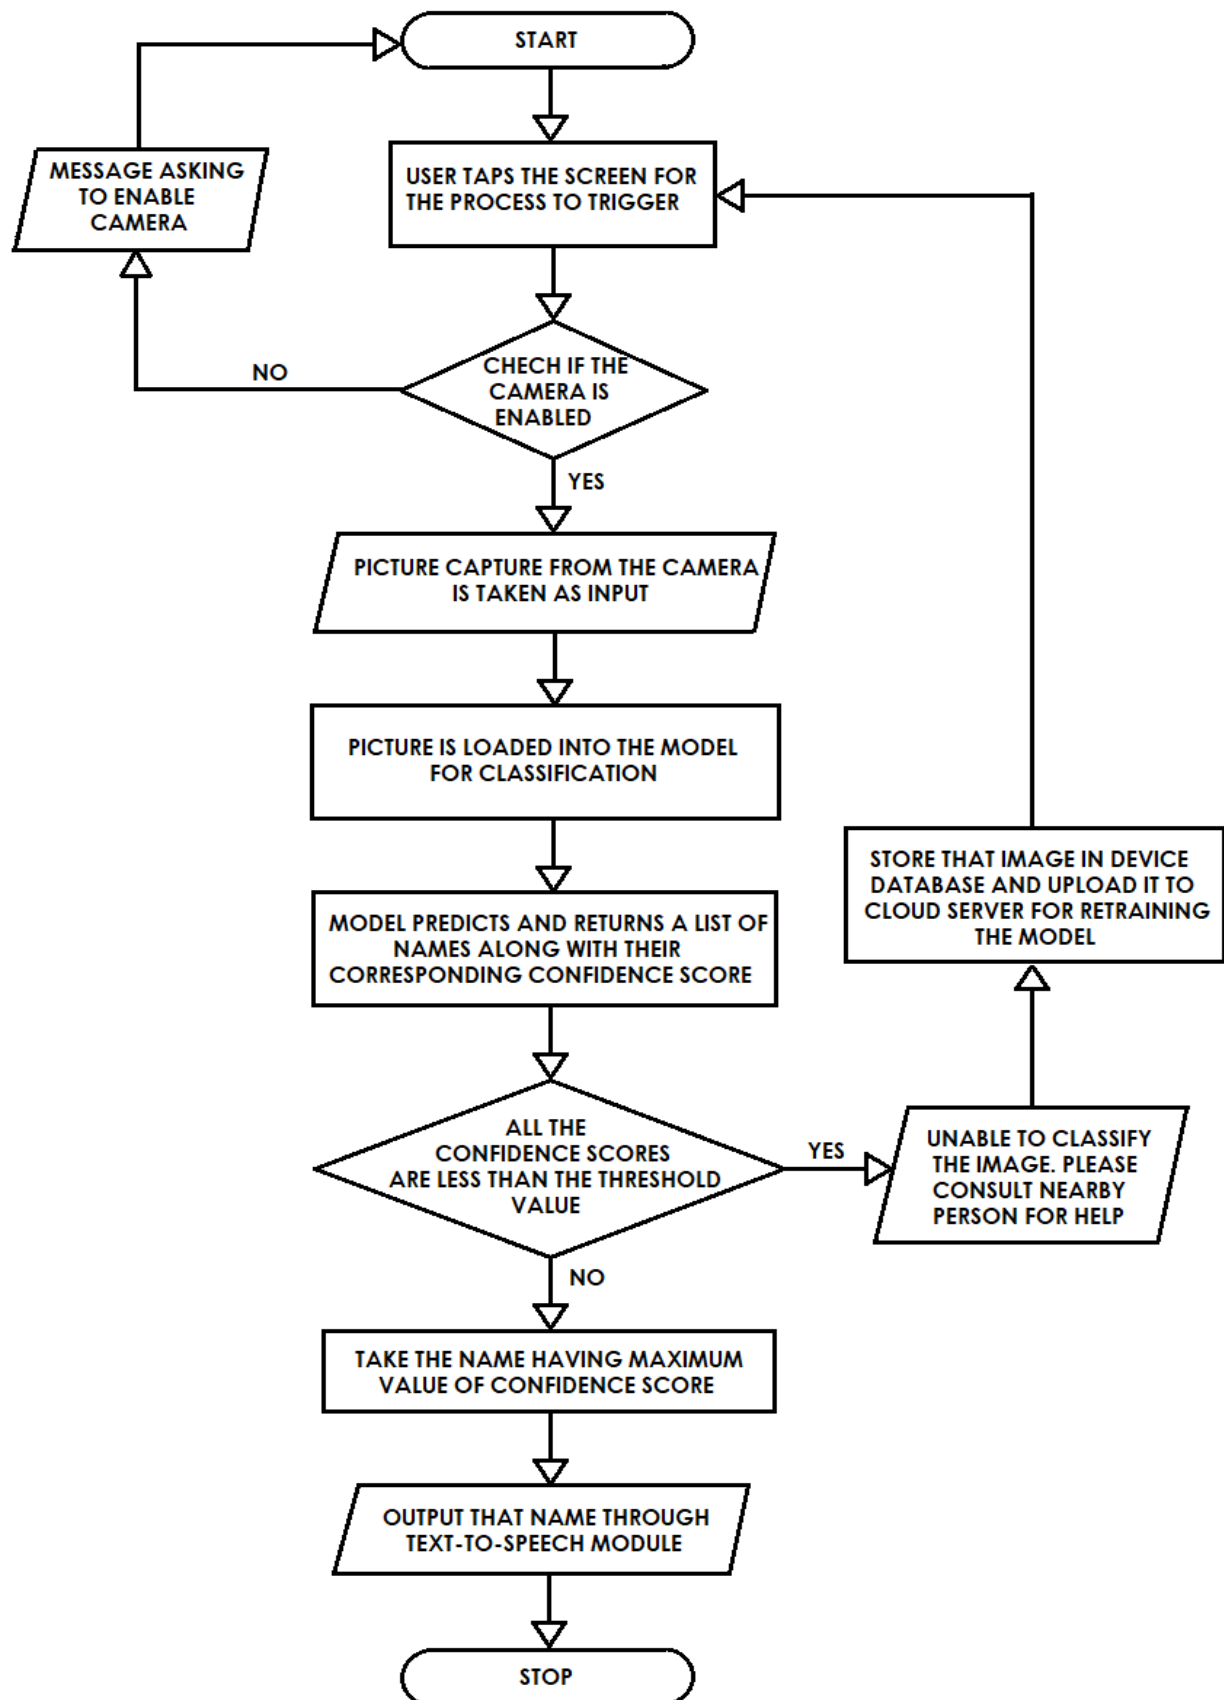 START
MESSAGE ASKING
TO ENABLE
CAMERA
USER TAPS THE SCREEN FOR
THE PROCESS TO TRIGGER
NO
CHECH IF THE
CAMERA IS
ENABLED
YES
PICTURE CAPTURE FROM THE CAMERA
IS TAKEN AS INPUT
PICTURE IS LOADED INTO THE MODEL
FOR CLASSIFICATION
STORE THAT IMAGE IN DEVICE
DATABASE AND UPLOAD IT TO
CLOUD SERVER FOR RETRAINING
THE MODEL
MODEL PREDICTS AND RETURNS A LIST OF
NAMES ALONG WITH THEIR
CORRESPONDING CONFIDENCE SCORE
ALL THE
CONFIDENCE SCORES
ARE LESS THAN THE THRESHOLD
VALUE
YES
UNABLE TO CLASSIFY
THE IMAGE. PLEASE
CONSULT NEARBY
PERSON FOR HELP
NO
TAKE THE NAME HAVING MAXIMUM
VALUE OF CONFIDENCE SCORE
OUTPUT THAT NAME THROUGH
TEXT-TO-SPEECH MODULE
STOP